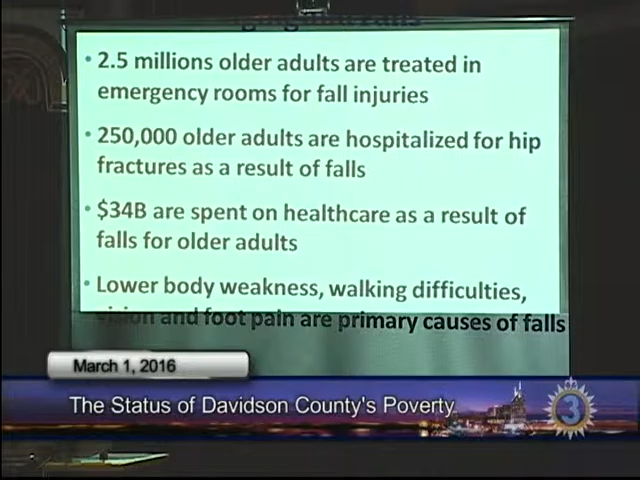 • 2.5 millions older adults are treated in
emergency rooms for fall injuries
• 250,000 older adults are hospitalized for hip
fractures as a result of falls
• $34B are spent on healthcare as a result of
falls for older adults
• Lower body weakness, walking difficulties,
vision and foot pain are primary causes of falls
March 1, 2016
The Status of Davidson County's Poverty
3